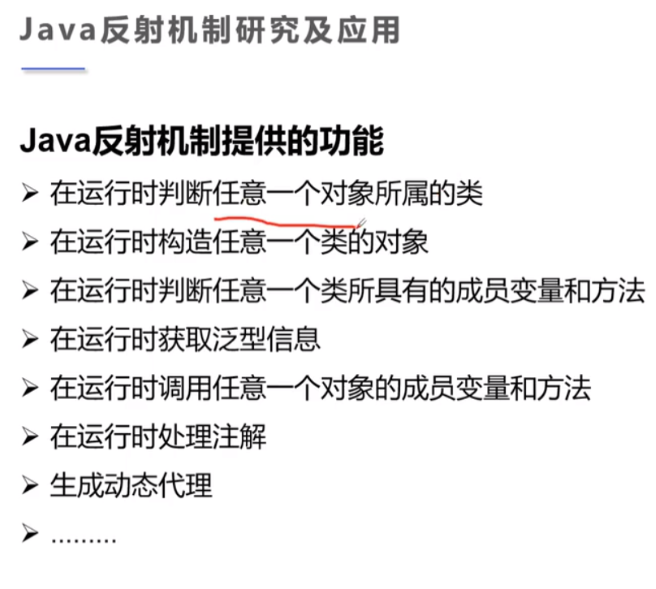 Java反射机制研究及应用
Java反射机制提供的功能
➢ 在运行时判断任意一个对象所属的类
➢ 在运行时构造任意一个类的对象
➢ 在运行时判断任意一个类所具有的成员变量和方法
➢ 在运行时获取泛型信息
➢ 在运行时调用任意一个对象的成员变量和方法
➢ 在运行时处理注解
➢ 生成动态代理
➢ ………